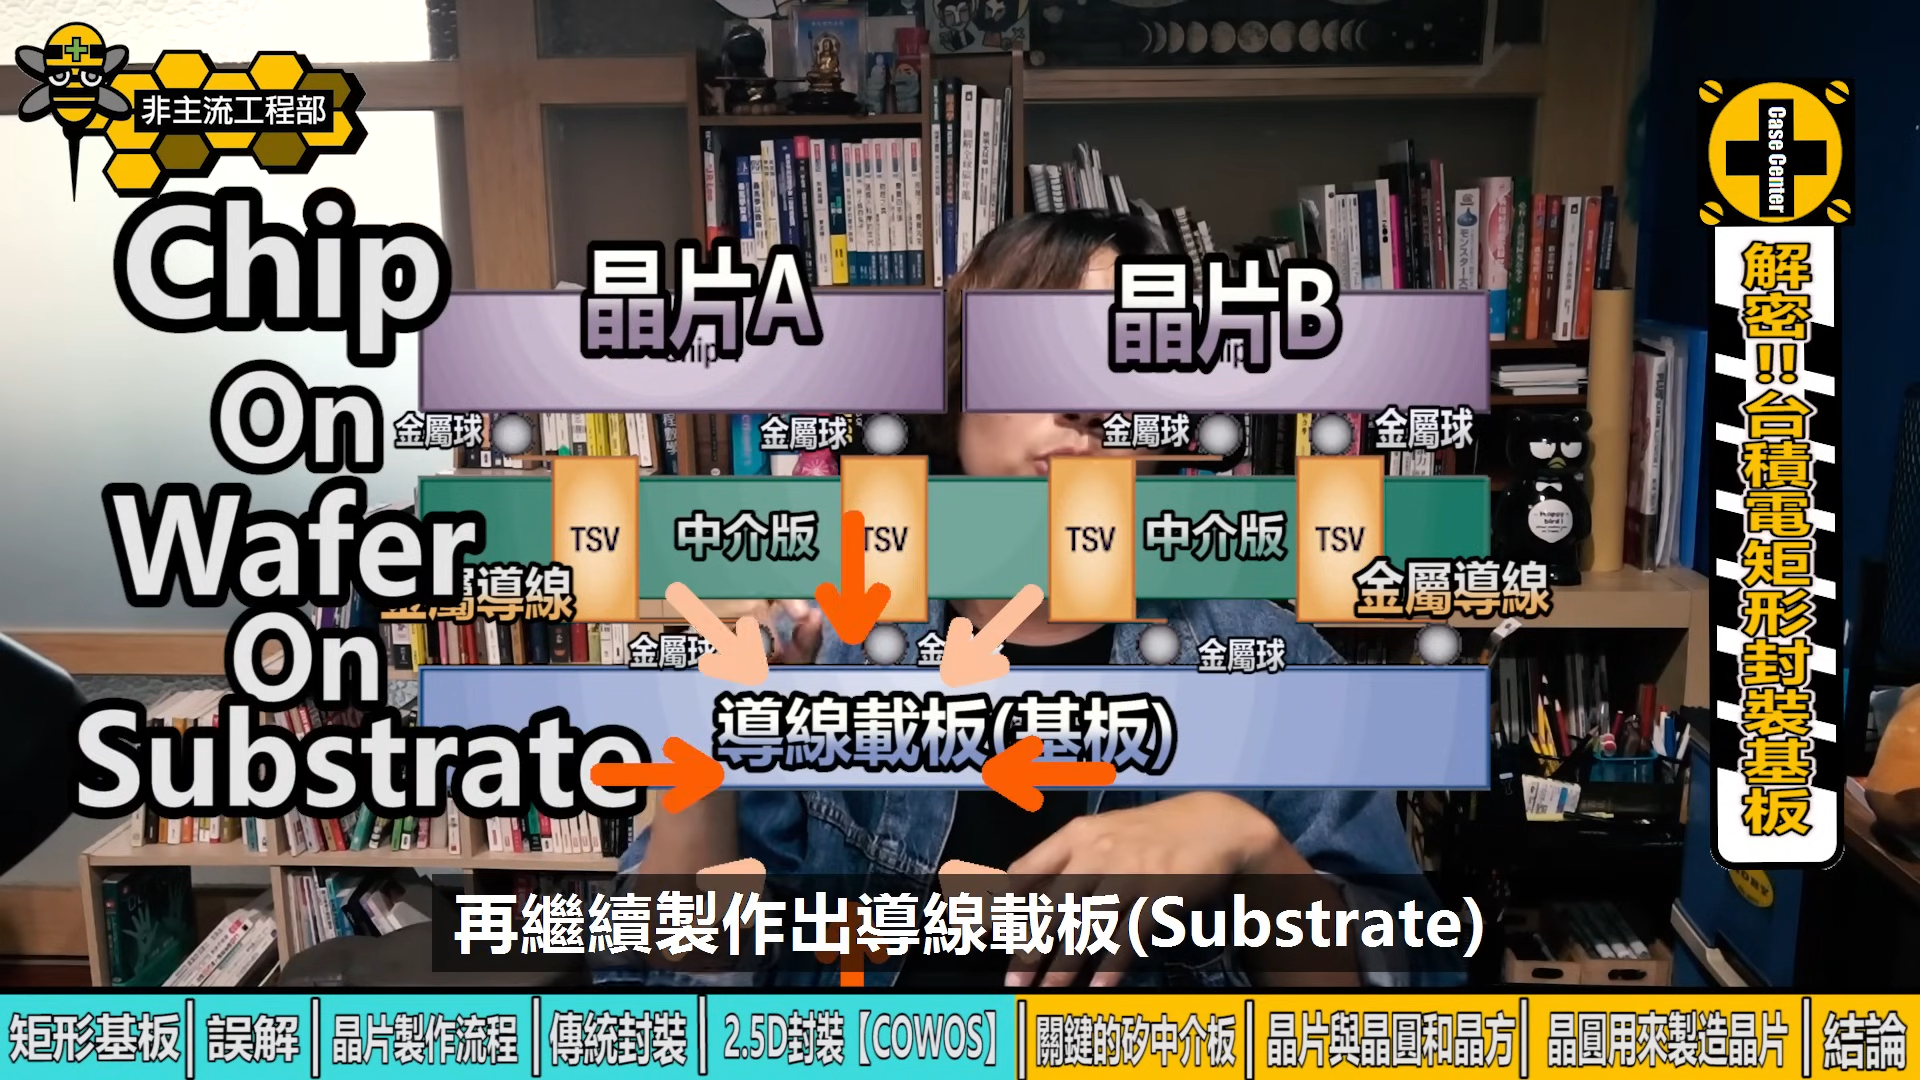 非主流工程部
Case Center
解密!!台積電矩形封裝基板
Chip
On
Wafer
On
Substrate
晶片A
晶片B
金屬球
金屬球
金屬球
金屬球
TSV
中介版
TSV
TSV
中介版
TSV
金屬導線
金屬導線
金屬球
金屬球
金屬球
導線載板(基板)
再繼續製作出導線載板(Substrate)
矩形基板
誤解
晶片製作流程
傳統封裝
2.5D封裝【COWOS】
關鍵的矽中介板
晶片與晶圓和晶方
晶圓用來製造晶片
結論